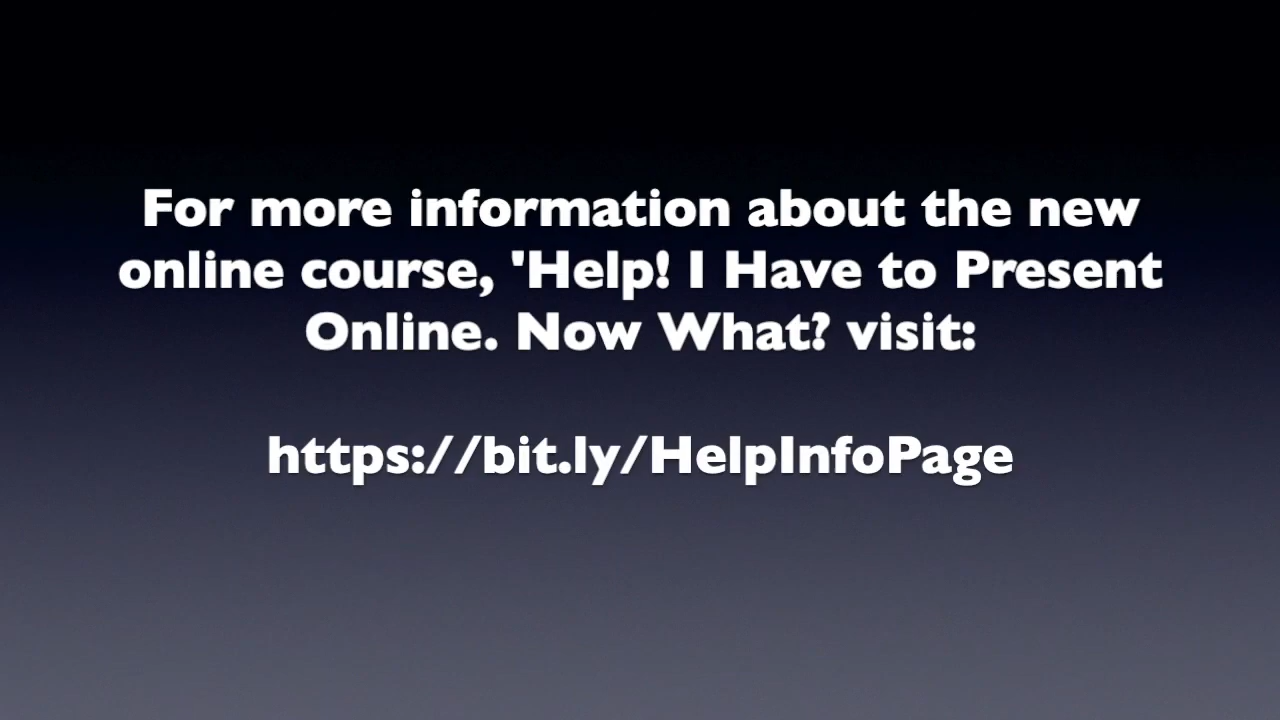 For more information about the new
online course, 'Help! I Have to Present
Online. Now What? visit:
https://bit.ly/HelpInfoPage